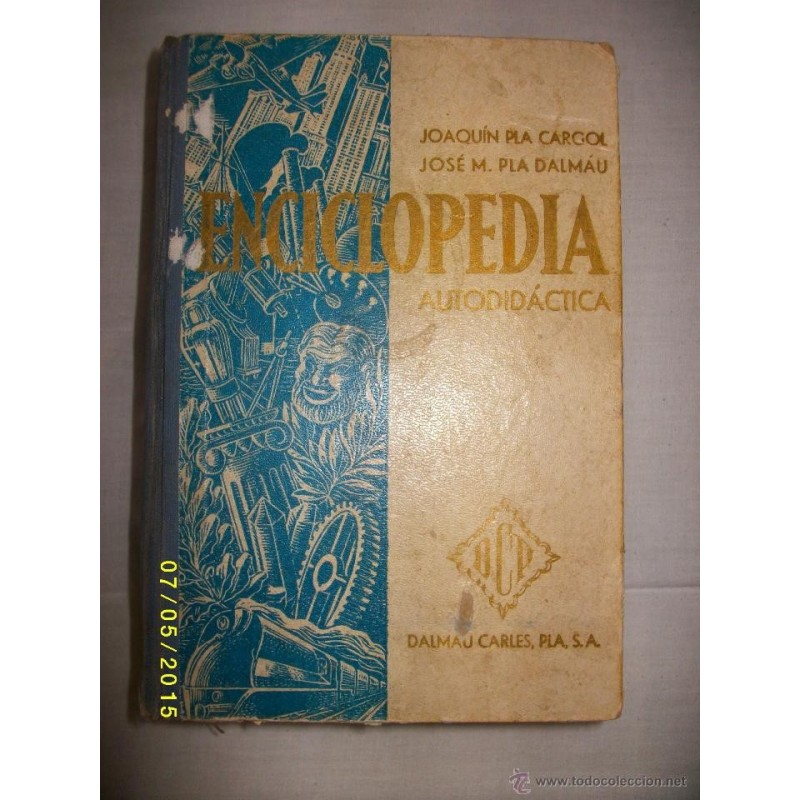 JOAQUÍN PLA CARGOL
JOSÉ M. PLA DALMÁU
ENCICLOPEDIA
AUTODIDÁCTICA
DCP
DALMAU CARLES, PLA, S.A.
07/05/2015
www.todocoleccion.net